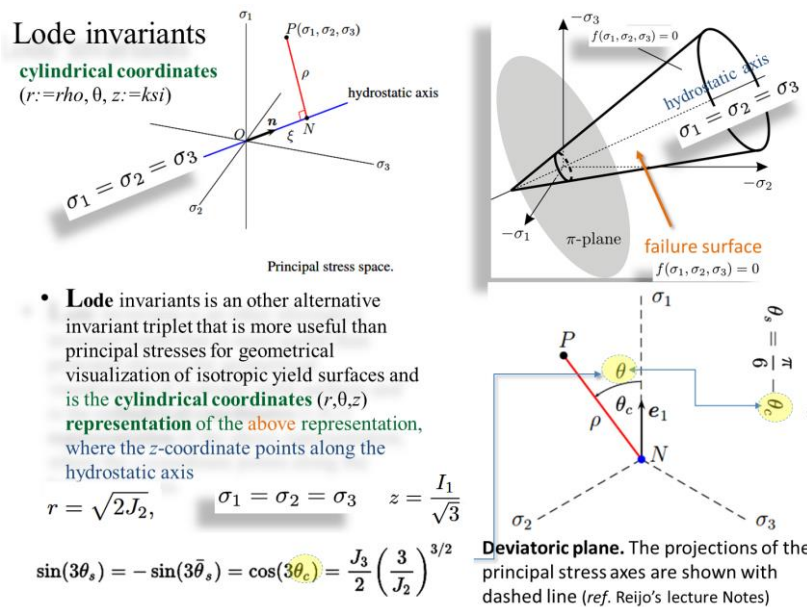 Lode invariants
cylindrical coordinates
(r:=rho, θ, z:=ksi)
σ₁
P(σ₁, σ₂, σ₃)
ρ
hydrostatic axis
O
n
ξ
N
σ₃
σ₁ = σ₂ = σ₃
σ₂
Principal stress space.
−σ₃
f(σ₁, σ₂, σ₃) = 0
hydrostatic axis
σ₁ = σ₂ = σ₃
−σ₂
−σ₁
π-plane
failure surface
f(σ₁, σ₂, σ₃) = 0
• Lode invariants is an other alternative
invariant triplet that is more useful than
principal stresses for geometrical
visualization of isotropic yield surfaces and
is the cylindrical coordinates (r,θ,z)
representation of the above representation,
where the z-coordinate points along the
hydrostatic axis
r = √(2J₂), σ₁ = σ₂ = σ₃ z = I₁/√3
sin(3θₛ) = − sin(3θ̄ₛ) = cos(3θ_c) = J₃/2 (3/J₂)^{3/2}
σ₁
P
θ
θ_c
e₁
ρ
N
σ₂
σ₃
θₛ = π/6 − θ_c
Deviatoric plane. The projections of the
principal stress axes are shown with
dashed line (ref. Reijo's lecture Notes)